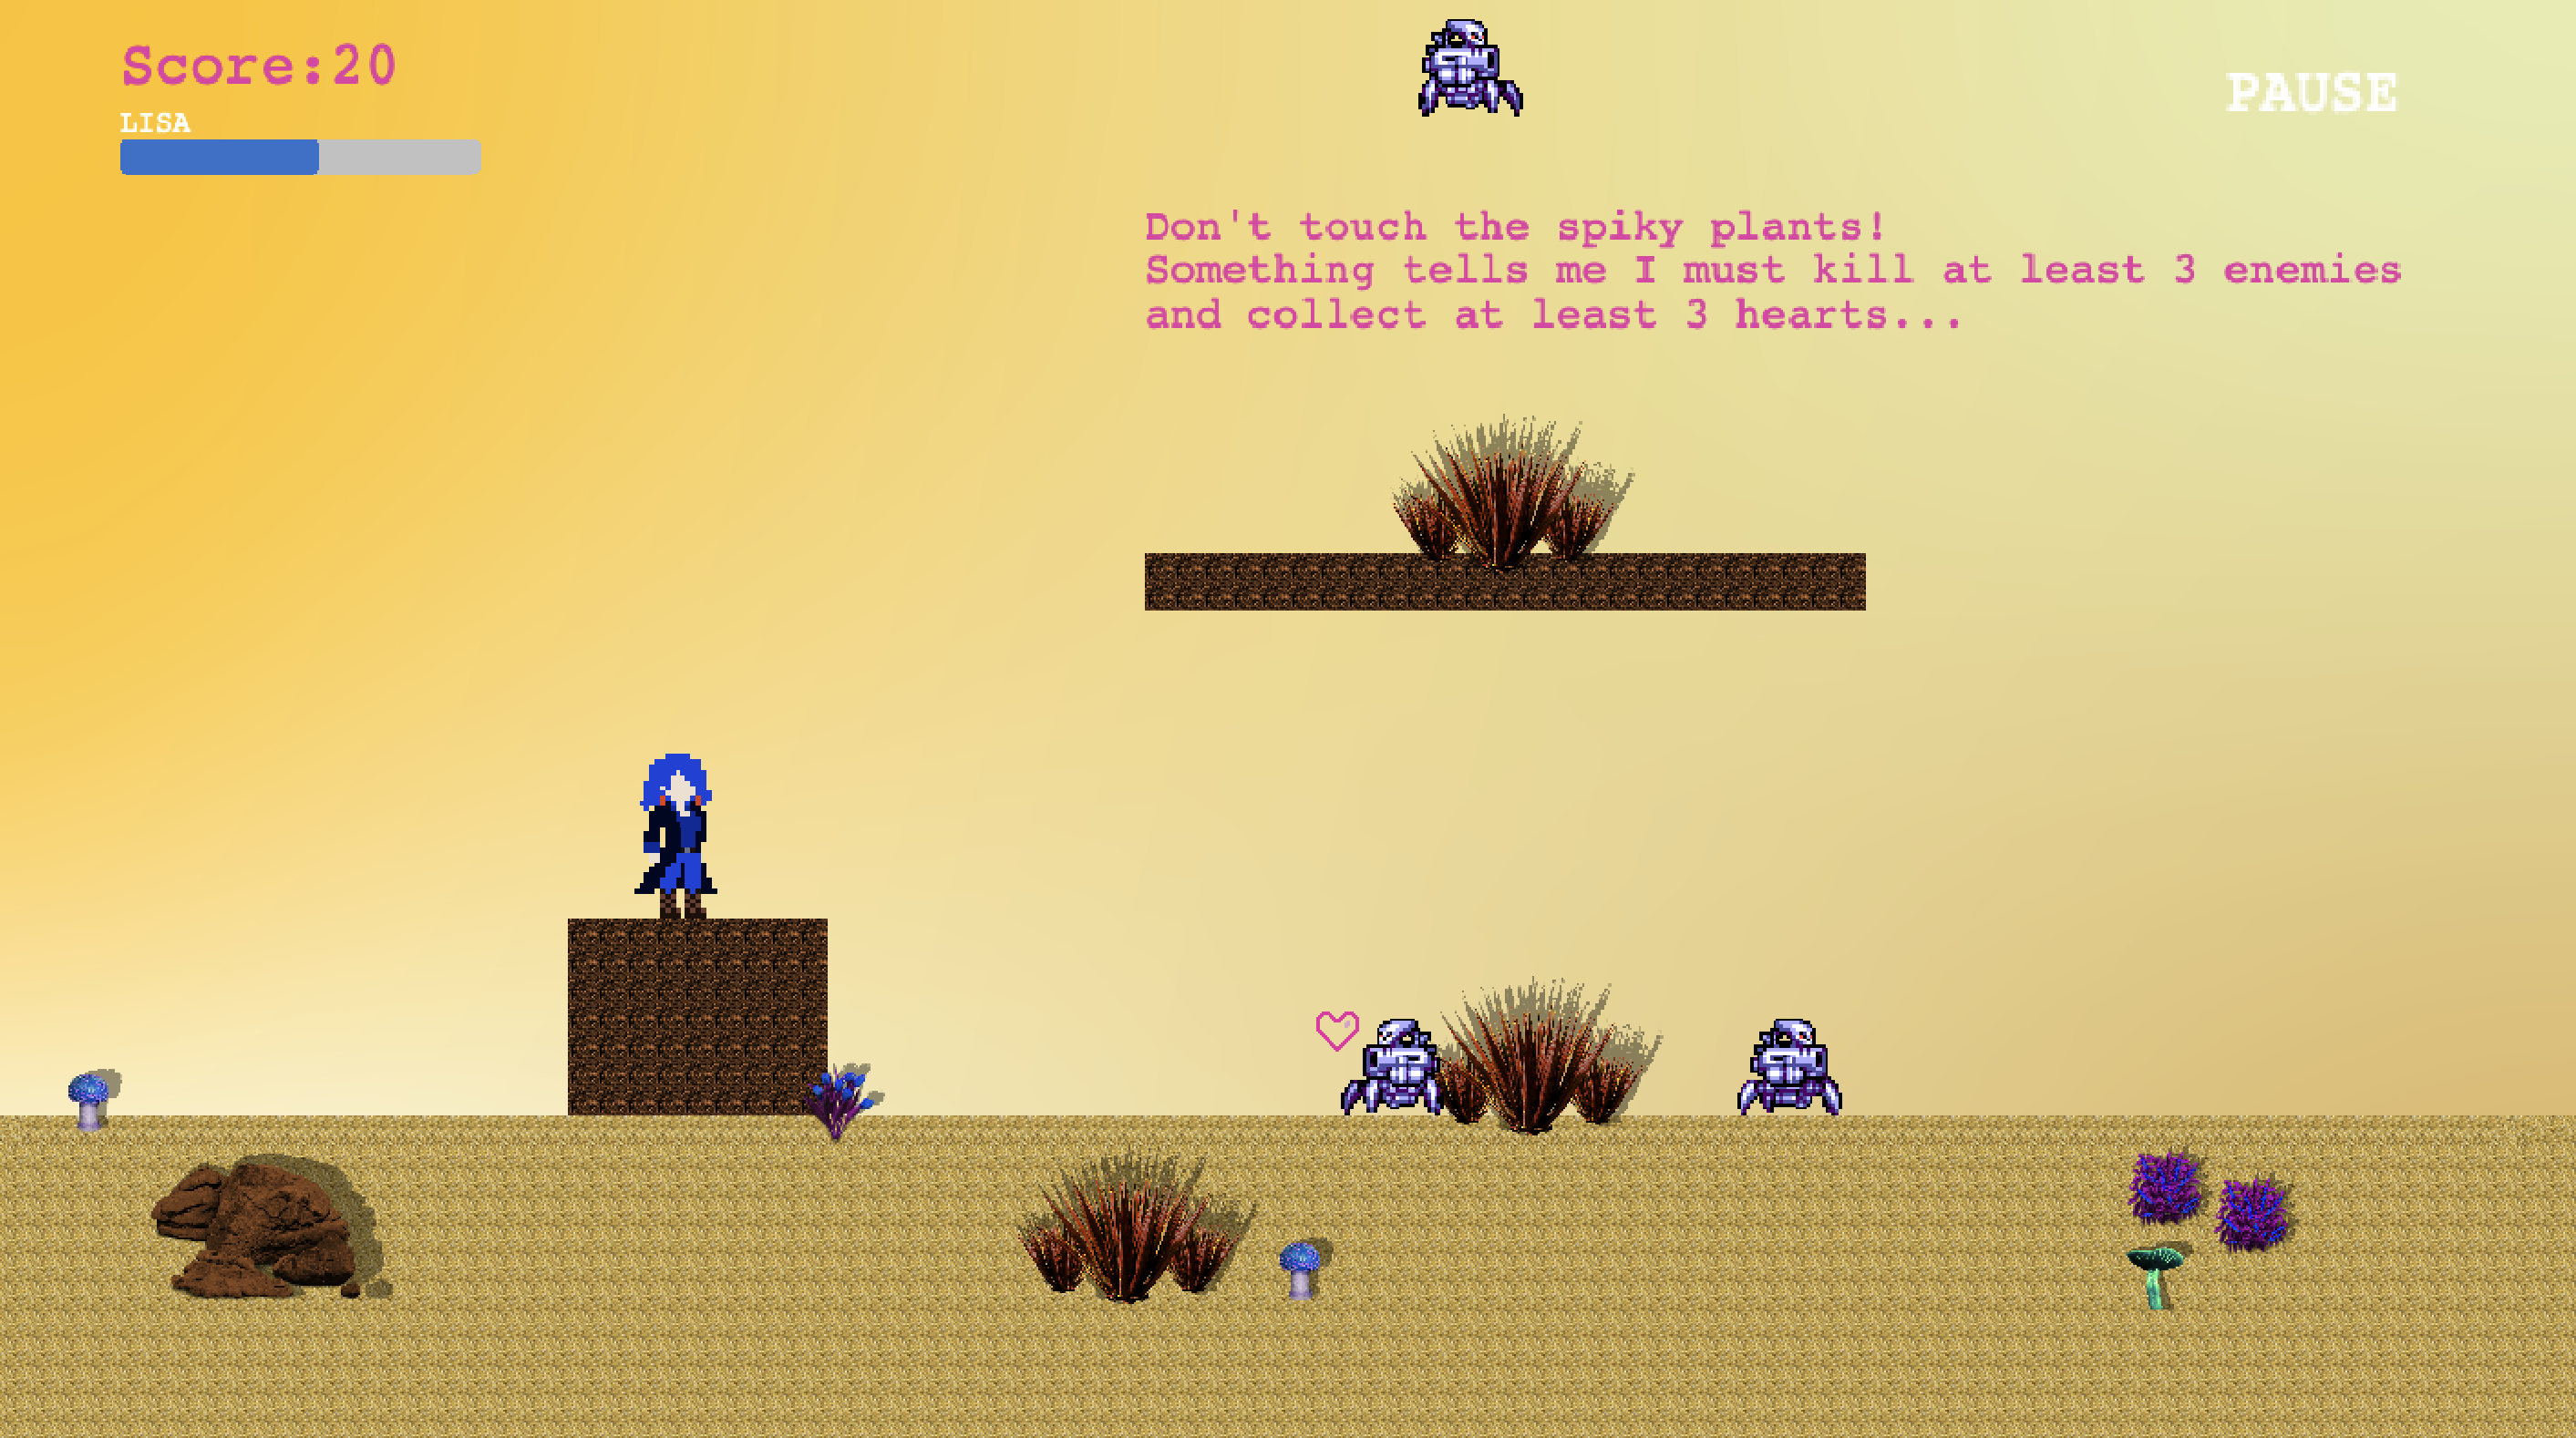 Score:20
LISA
PAUSE
Don't touch the spiky plants!
Something tells me I must kill at least 3 enemies
and collect at least 3 hearts...